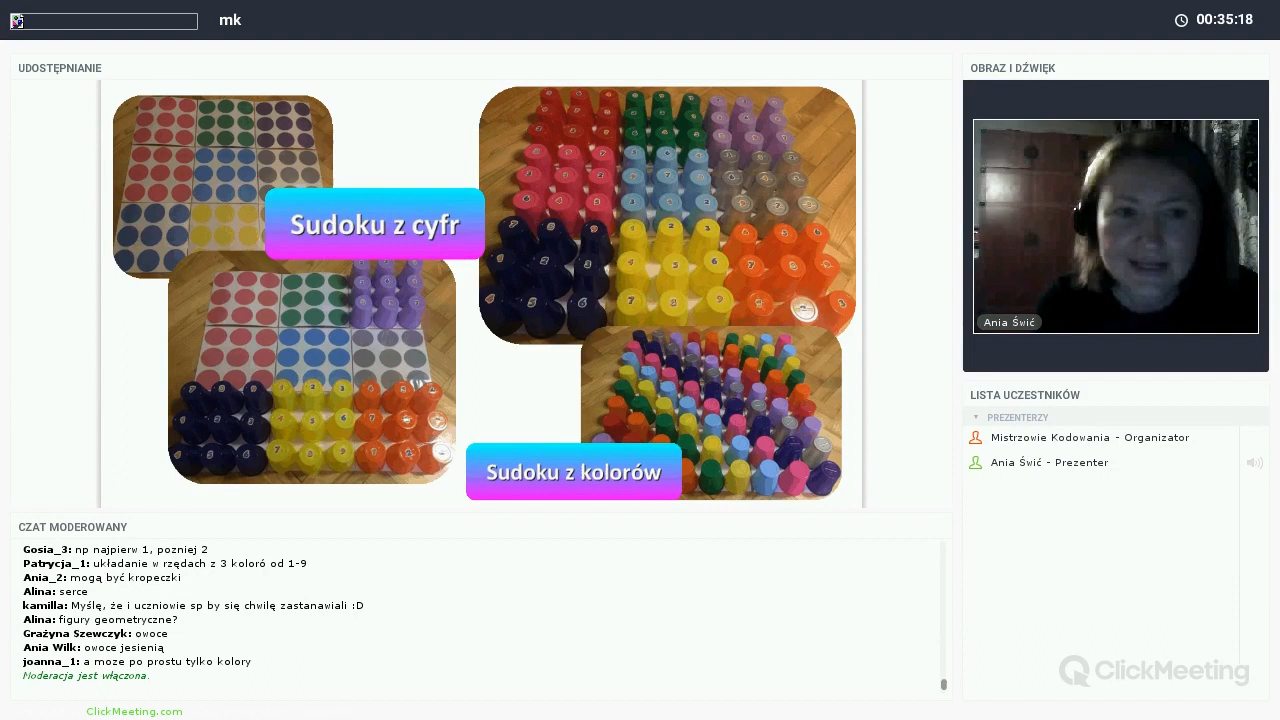 mk
00:35:18
UDOSTĘPNIANIE
OBRAZ I DŹWIĘK
Sudoku z cyfr
Sudoku z kolorów
Ania Świć
LISTA UCZESTNIKÓW
PREZENTERZY
Mistrzowie Kodowania - Organizator
Ania Świć - Prezenter
CZAT MODEROWANY
Gosia_3: np najpierw 1, pozniej 2
Patrycja_1: układanie w rzędach z 3 koloró od 1-9
Ania_2: mogą być kropeczki
Alina: serce
kamilla: Myślę, że i uczniowie sp by się chwilę zastanawiali :D
Alina: figury geometryczne?
Grażyna Szewczyk: owoce
Ania Wilk: owoce jesienią
joanna_1: a moze po prostu tylko kolory
Moderacja jest włączona.
ClickMeeting
ClickMeeting.com